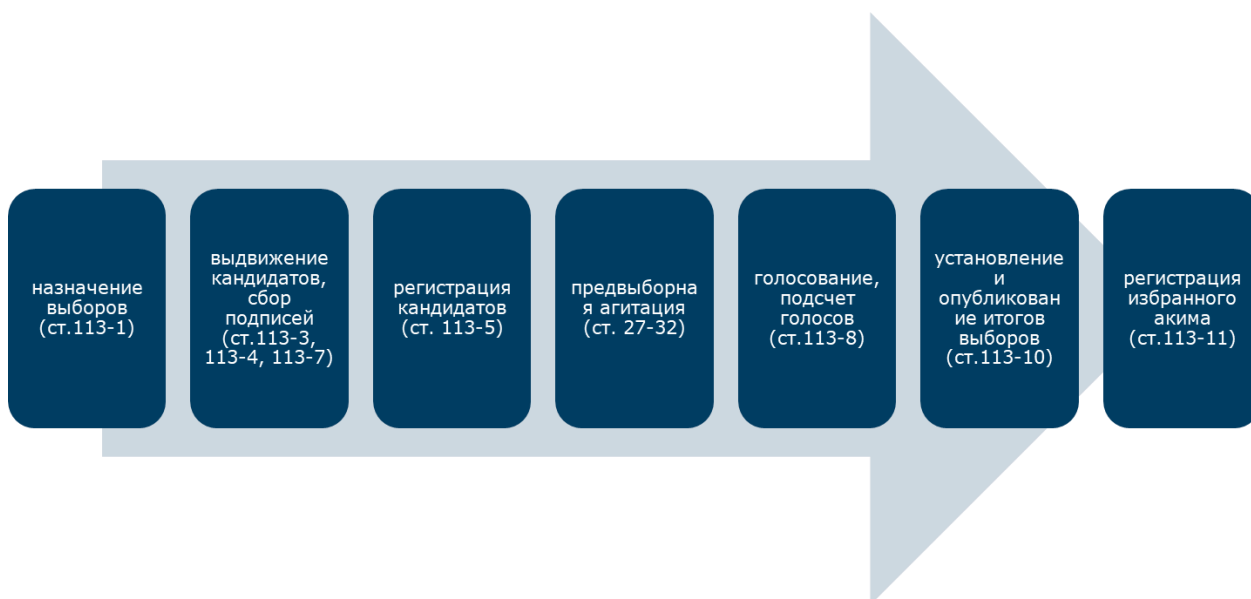 назначение
выборов
(ст.113-1)
выдвижение
кандидатов,
сбор
подписей
(ст.113-3,
113-4, 113-7)
регистрация
кандидатов
(ст. 113-5)
предвыборна
я агитация
(ст. 27-32)
голосование,
подсчет
голосов
(ст.113-8)
установление
и
опубликован
ие итогов
выборов
(ст.113-10)
регистрация
избранного
акима
(ст.113-11)